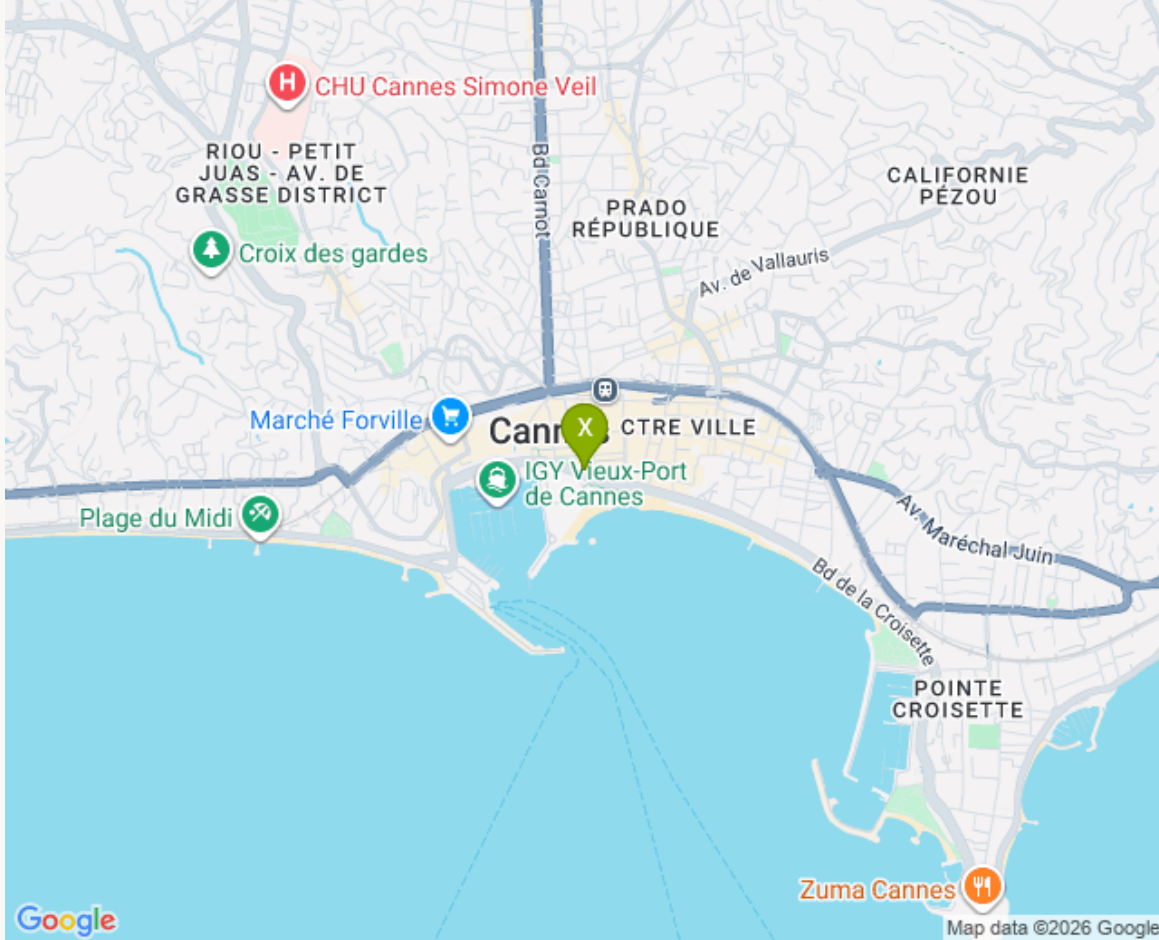 CHU Cannes Simone Veil
RIOU - PETIT
JUAS - AV. DE
GRASSE DISTRICT
Bd Carnot
CALIFORNIE
PÉZOU
PRADO
RÉPUBLIQUE
Croix des gardes
Av. de Vallauris
Marché Forville
X
CTRE VILLE
IGY Vieux-Port
de Cannes
Plage du Midi
Av. Maréchal Juin
Bd de la Croisette
POINTE
CROISETTE
Zuma Cannes
Google
Map data ©2026 Google